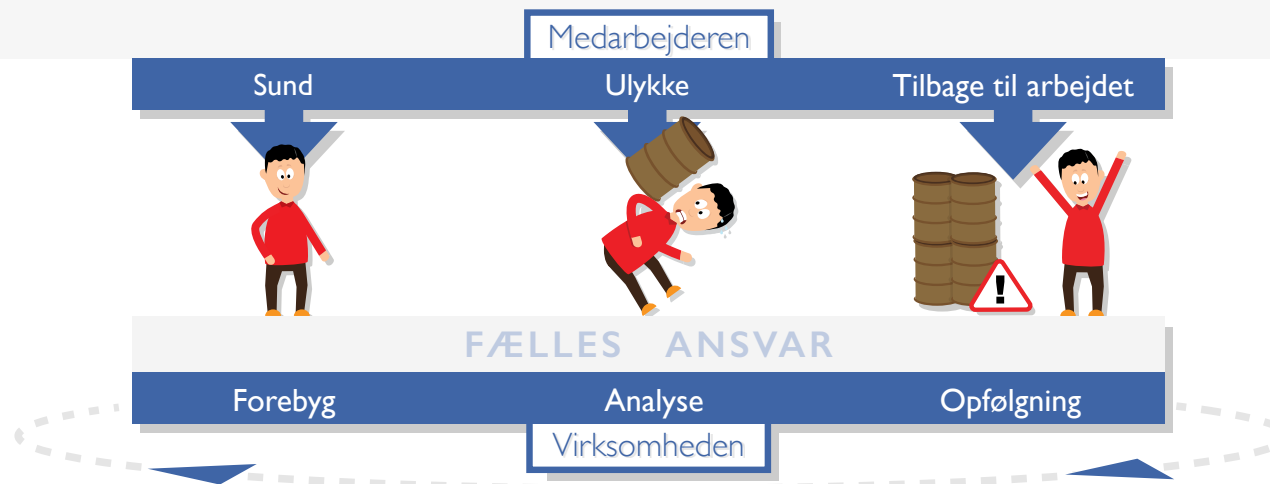 Medarbejderen
Sund Ulykke Tilbage til arbejdet
!
FÆLLES ANSVAR
Forebyg Analyse Opfølgning
Virksomheden